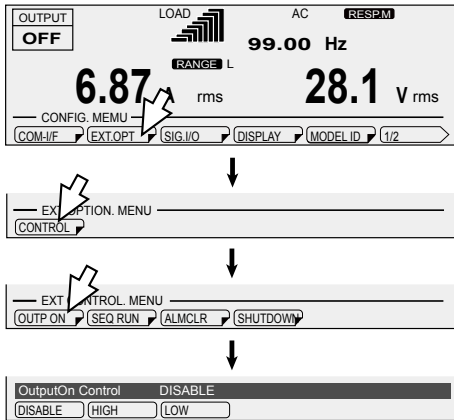 OUTPUT LOAD AC RESP.M
OFF
99.00 Hz
RANGE L
6.87 A rms 28.1 V rms
CONFIG. MEMU
COM-I/F EXT.OPT SIG.I/O DISPLAY MODEL ID 1/2
EXT OPTION. MENU
CONTROL
EXT CONTROL. MENU
OUTP ON SEQ RUN ALMCLR SHUTDOWN
OutputOn Control DISABLE
DISABLE HIGH LOW